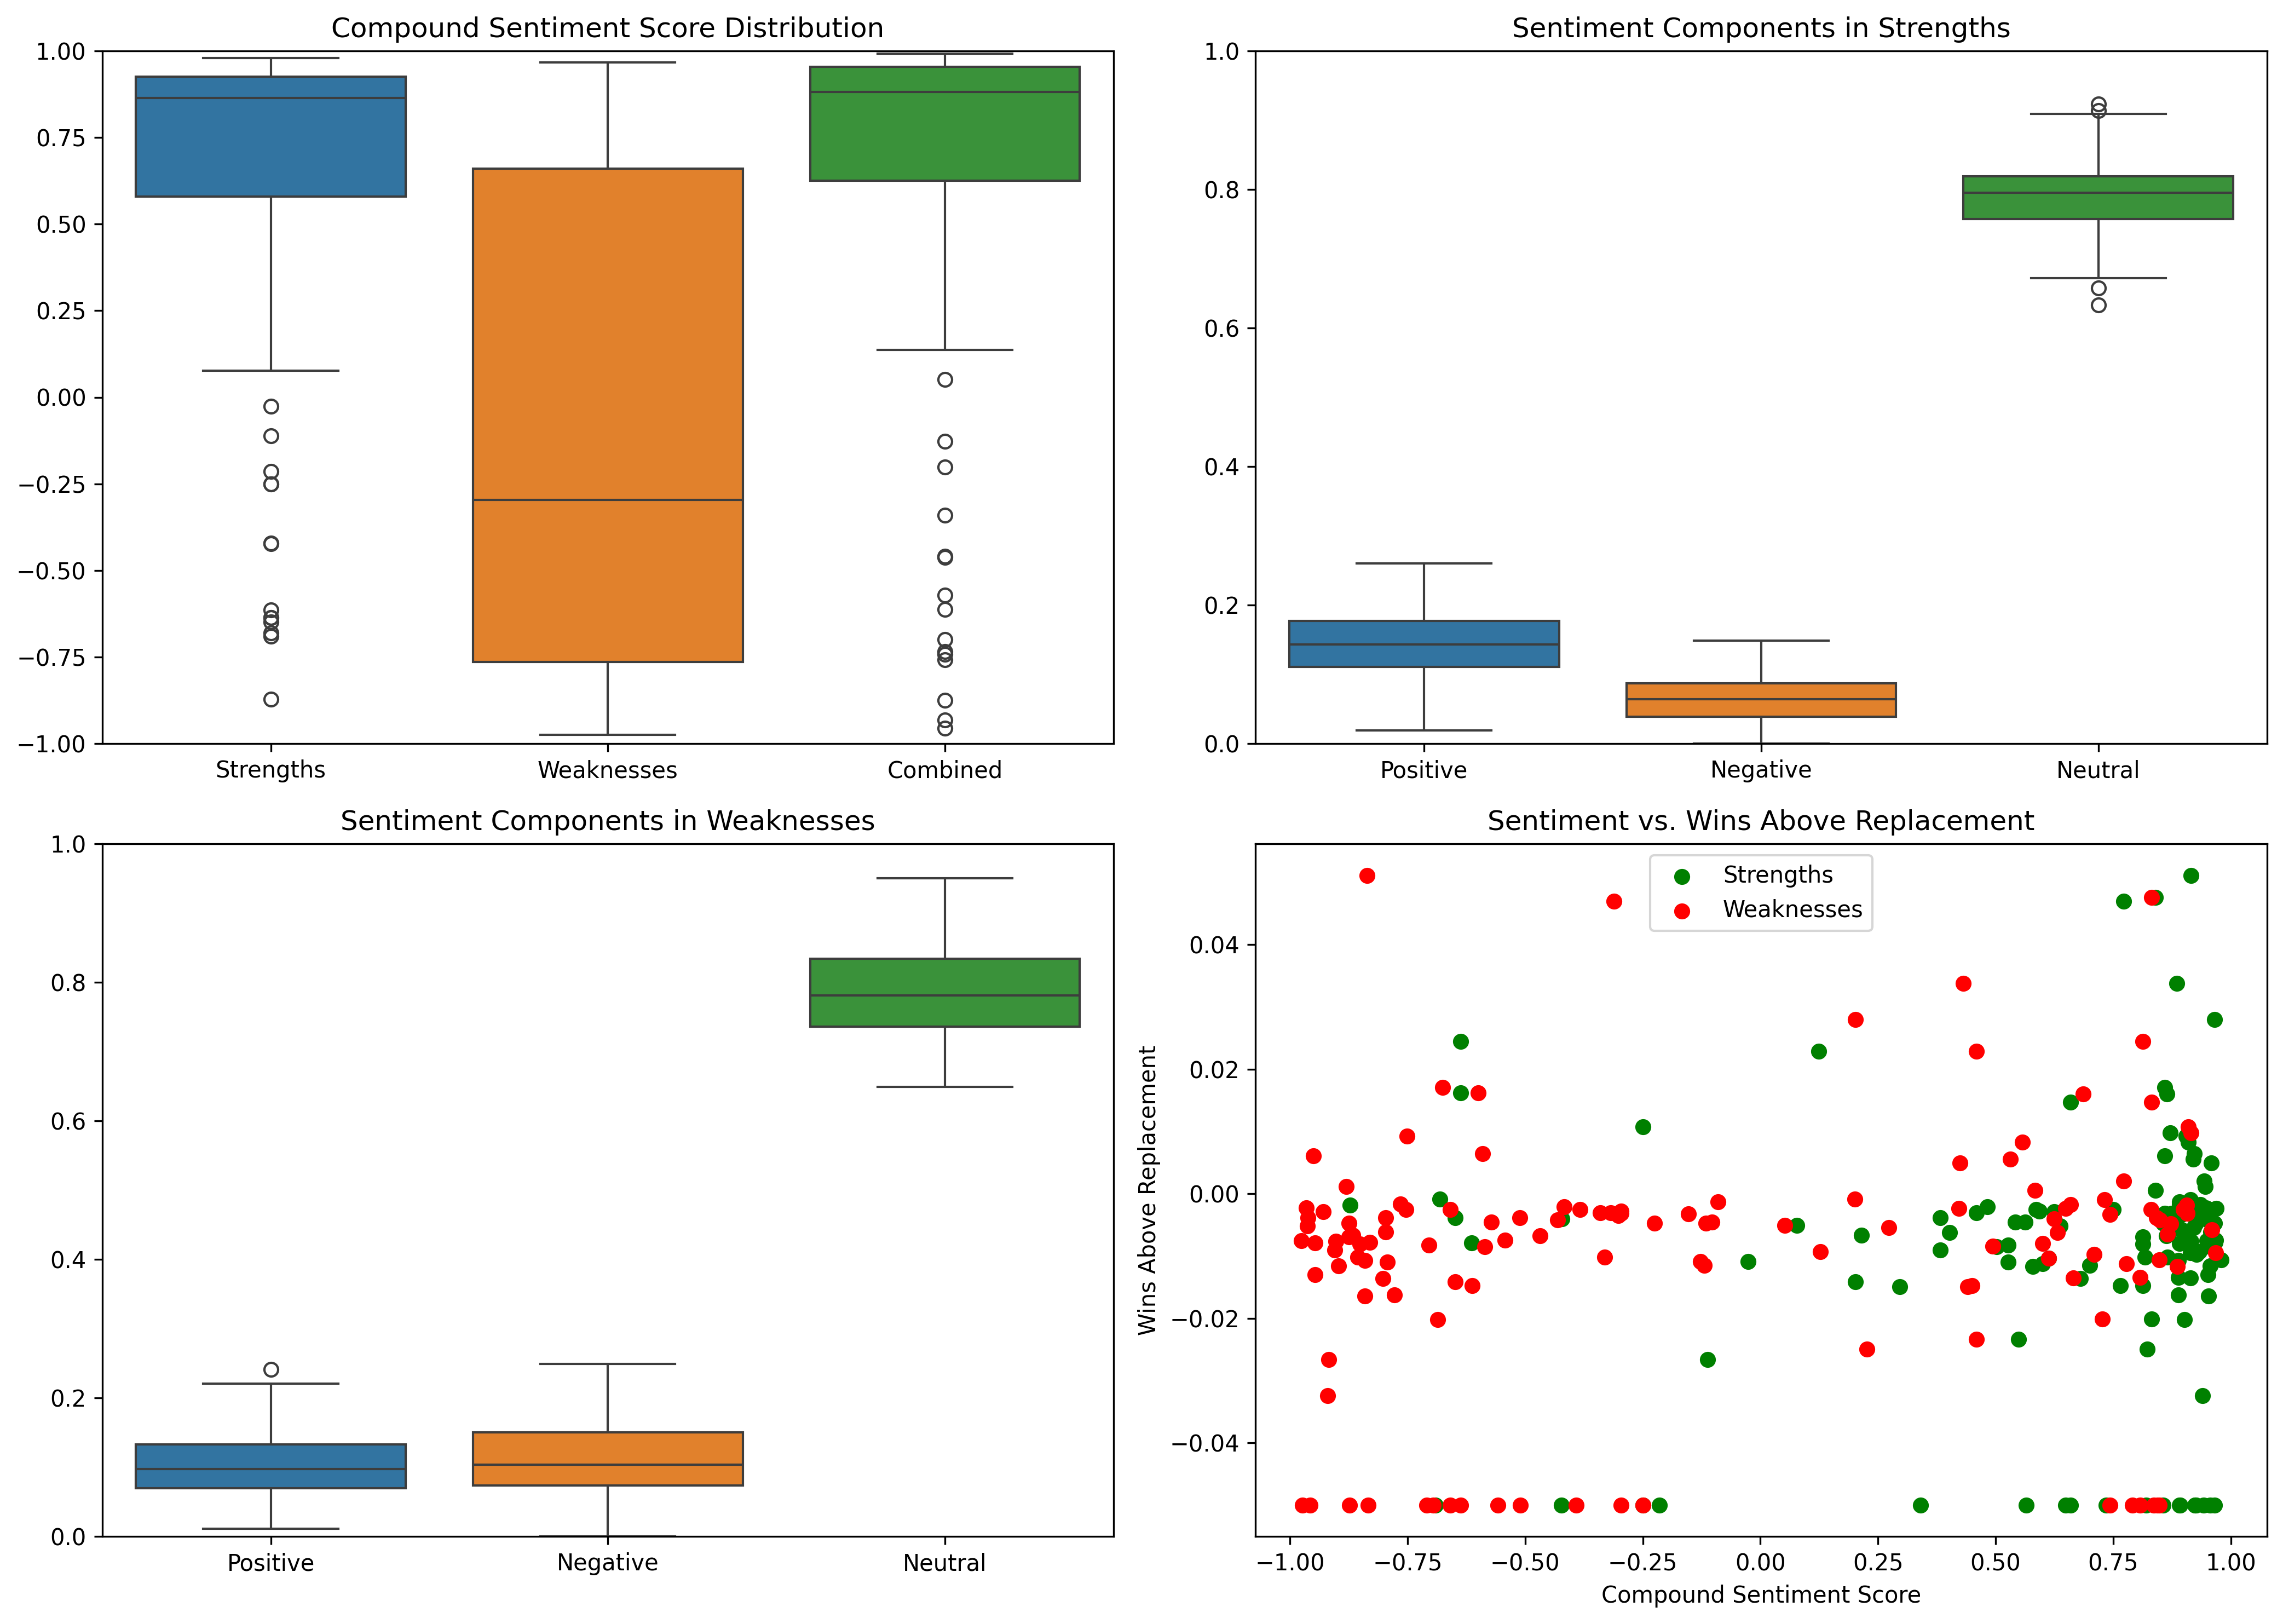 Compound Sentiment Score Distribution
1.00
0.75
0.50
0.25
0.00
−0.25
−0.50
−0.75
−1.00
Strengths
Weaknesses
Combined
Sentiment Components in Strengths
1.0
0.8
0.6
0.4
0.2
0.0
Positive
Negative
Neutral
Sentiment Components in Weaknesses
1.0
0.8
0.6
0.4
0.2
0.0
Positive
Negative
Neutral
Sentiment vs. Wins Above Replacement
Strengths
Weaknesses
Wins Above Replacement
0.04
0.02
0.00
−0.02
−0.04
−1.00
−0.75
−0.50
−0.25
0.00
0.25
0.50
0.75
1.00
Compound Sentiment Score